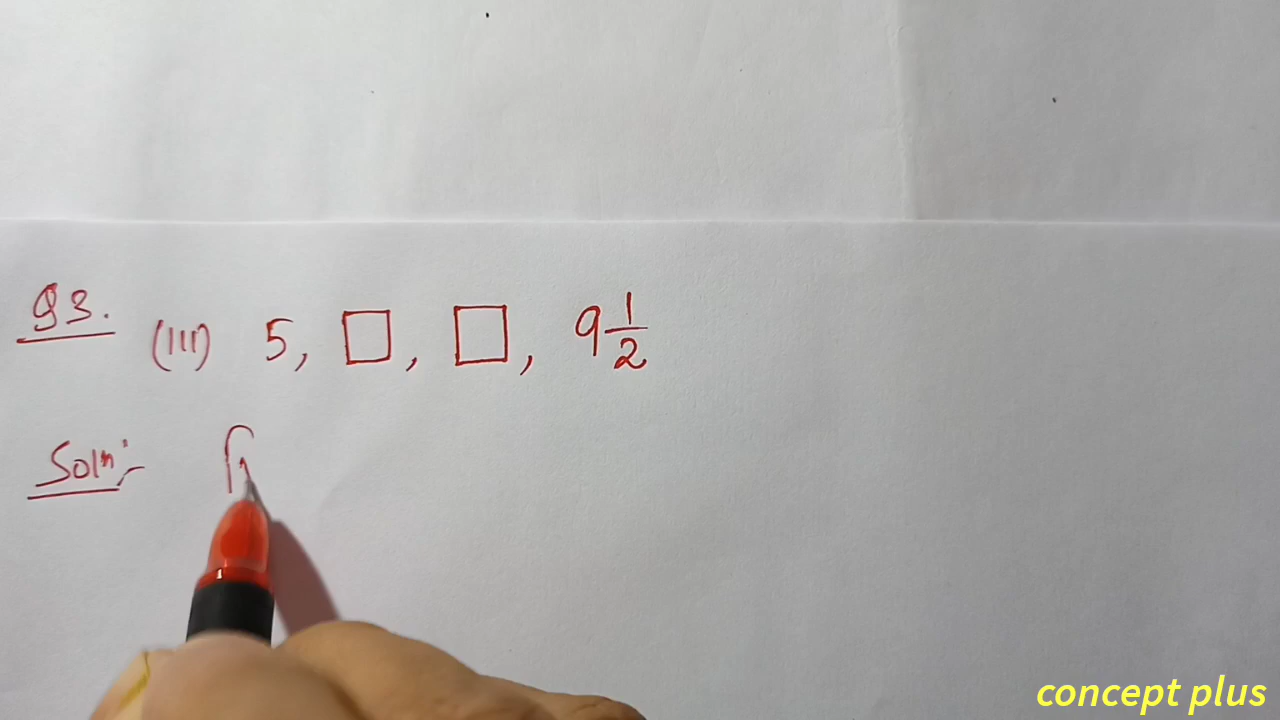 Q3. (III) 5, □, □, 9 1/2
Soln:-
concept plus